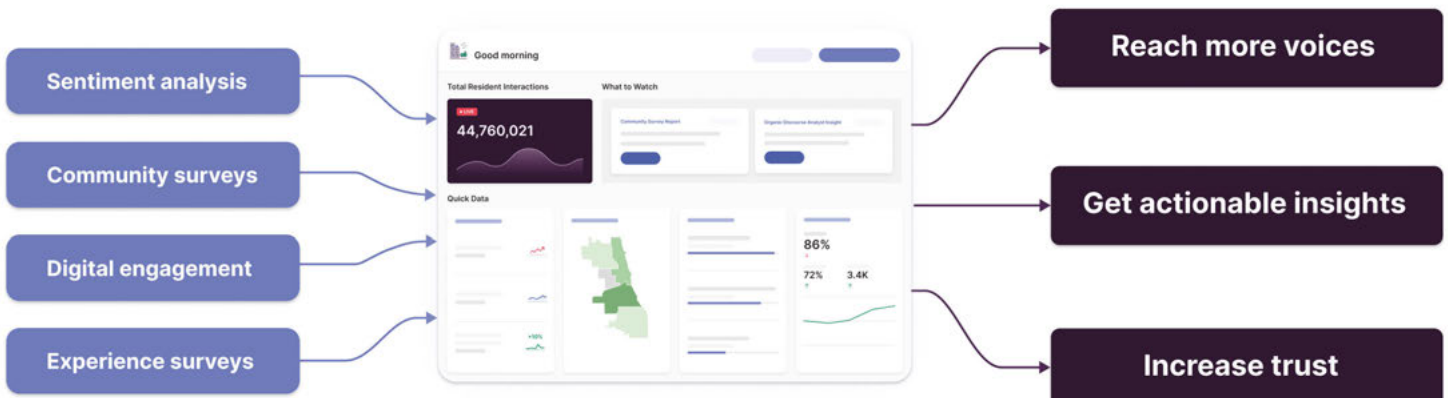 Sentiment analysis
Community surveys
Digital engagement
Experience surveys
Good morning
Total Resident Interactions
What to Watch
LIVE
44,760,021
Community Survey Report
Organic Discourse Analyst Insight
Quick Data
+10%
86%
72% 3.4K
Reach more voices
Get actionable insights
Increase trust